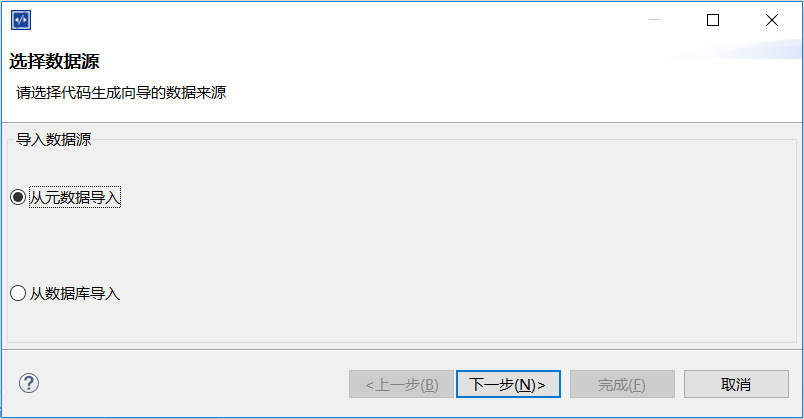 选择数据源
请选择代码生成向导的数据来源
导入数据源
从元数据导入
从数据库导入
<上一步(B) 下一步(N)> 完成(F) 取消